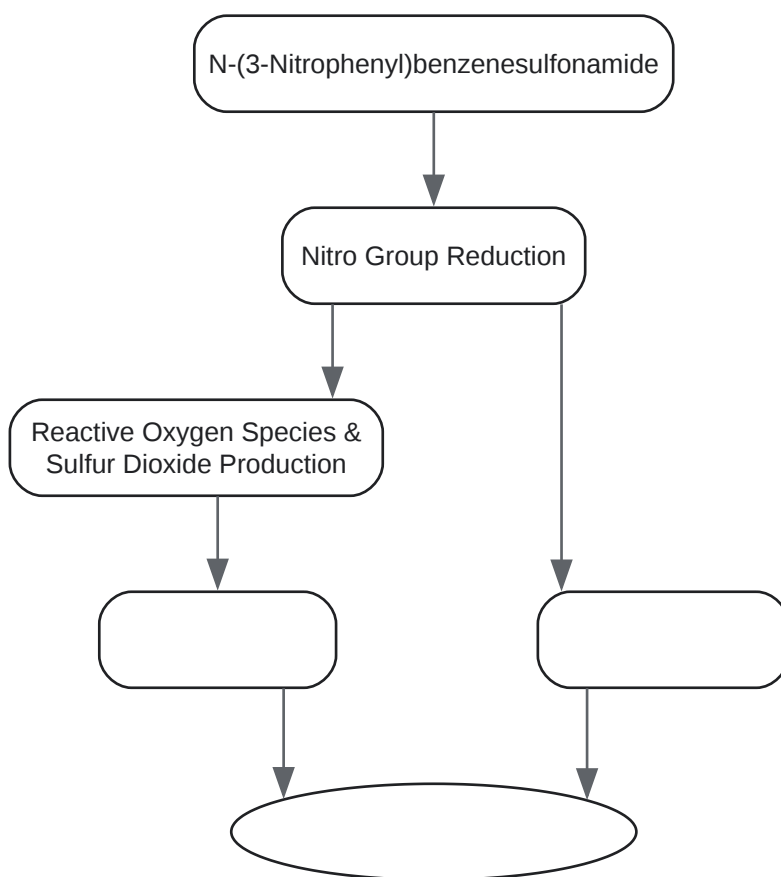 N-(3-Nitrophenyl)benzenesulfonamide
Nitro Group Reduction
Reactive Oxygen Species &
Sulfur Dioxide Production